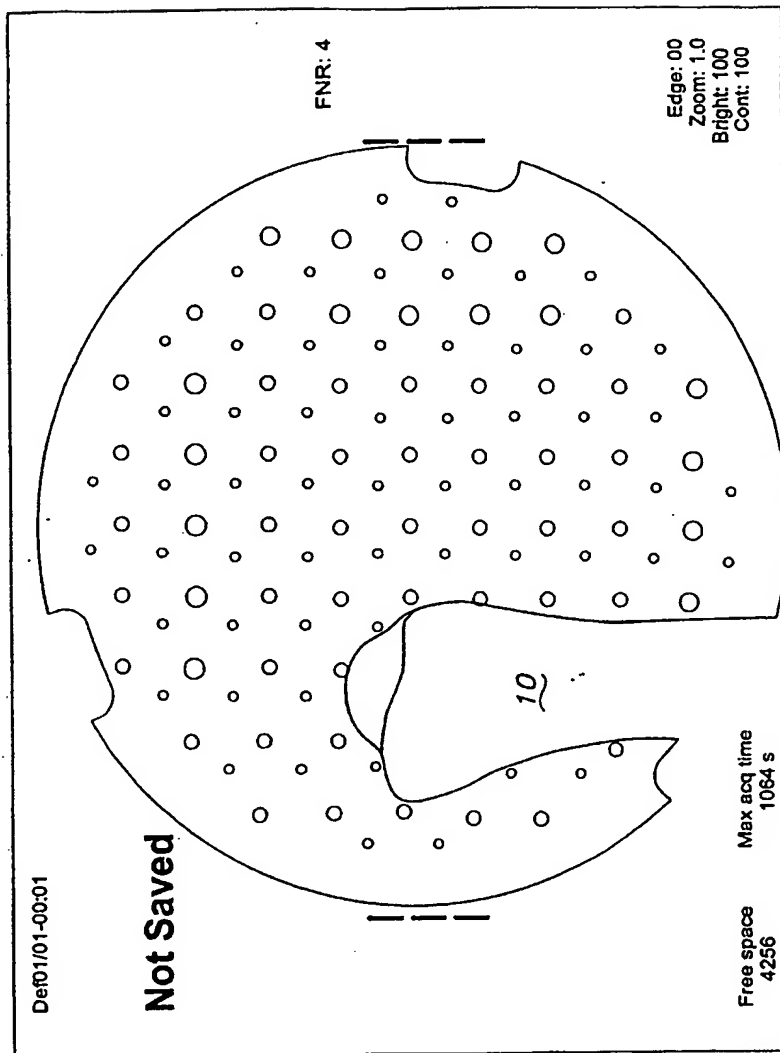 Def01/01-00:01
Not Saved
FNR: 4
10
Free space
4256
Max acq time
1064 s
Edge: 00
Zoom: 1.0
Bright: 100
Cont: 100